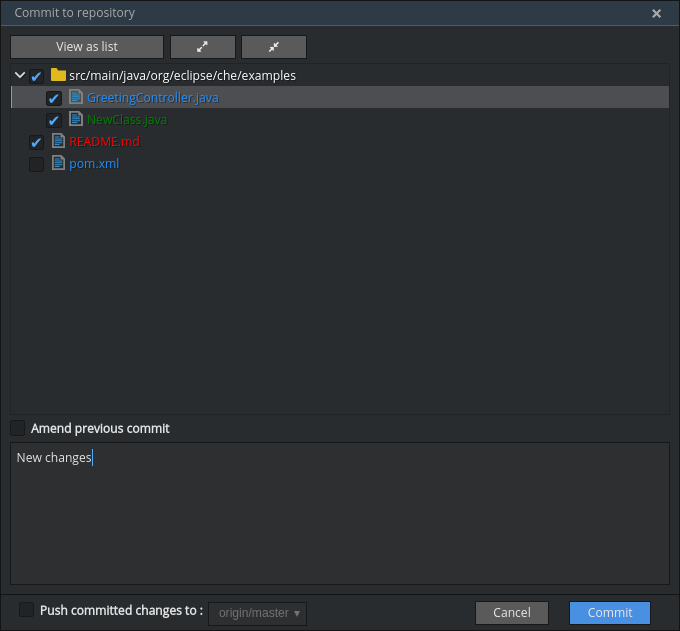 Commit to repository
View as list
src/main/java/org/eclipse/che/examples
GreetingController.java
NewClass.java
README.md
pom.xml
Amend previous commit
New changes
Push committed changes to : origin/master
Cancel Commit